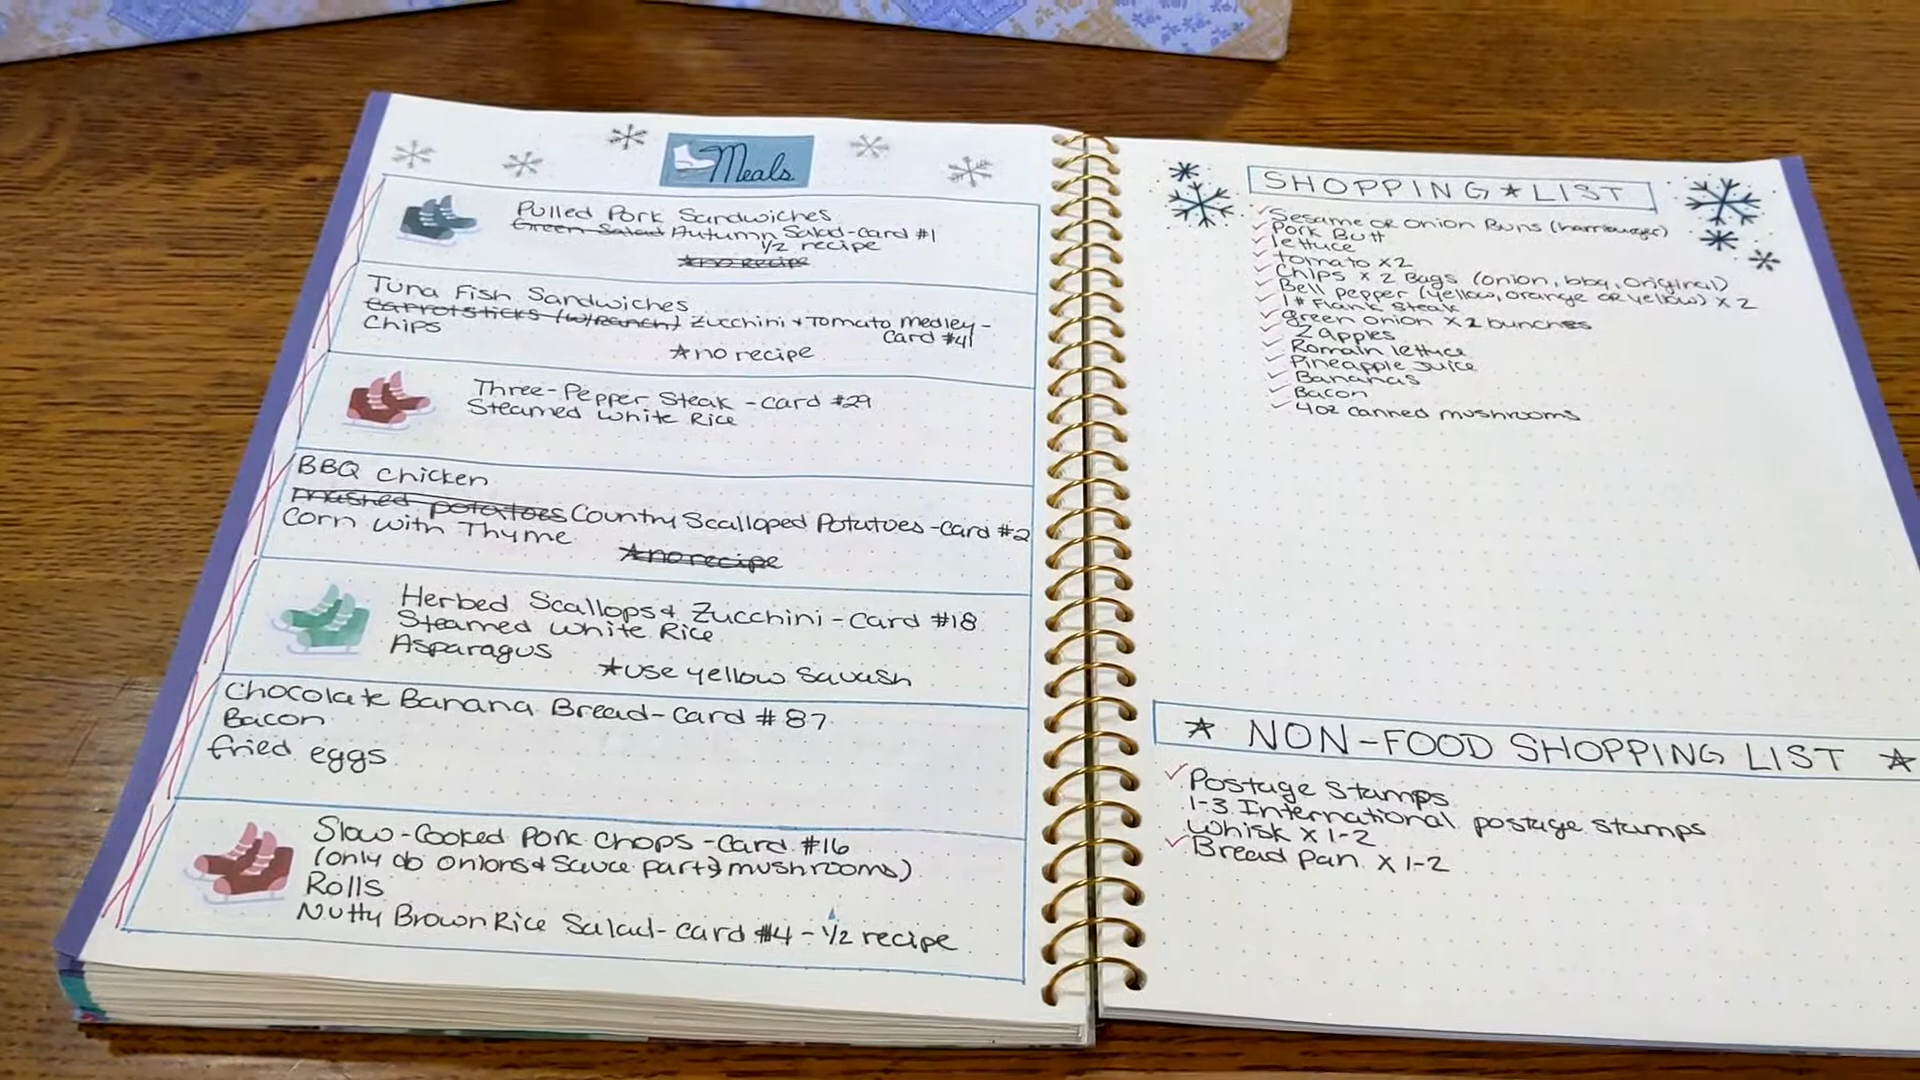 Meals
Pulled Pork Sandwiches
Green Salad Autumn Salad-Card #1
1/2 recipe
*no recipe
Tuna Fish Sandwiches
Carrotsticks (w/Ranch) Zucchini + Tomato Medley-
Chips Card #41
*no recipe
Three-Pepper Steak - Card #29
Steamed White Rice
BBQ Chicken
Mashed potatoes Country Scalloped Potatoes-Card #2
Corn with Thyme
*no recipe
Herbed Scallops & Zucchini - Card #18
Steamed White Rice
Asparagus
*use yellow squash
Chocolate Banana Bread-Card #87
Bacon
fried eggs
Slow-Cooked Pork Chops-Card #16
(only do onions & sauce part & mushrooms)
Rolls
Nutty Brown Rice Salad-Card #4 - 1/2 recipe
SHOPPING ★ LIST
Sesame or onion Buns (hamburger)
Pork Butt
lettuce
tomato x2
Chips x 2 Bags (onion, bbq, original)
Bell Pepper (yellow, orange or yellow) x 2
1# Flank Steak
green onion x 2 bunches
2 apples
Romain lettuce
Pineapple Juice
Bananas
Bacon
4oz canned mushrooms
★ NON-FOOD SHOPPING LIST ★
Postage Stamps
1-3 International postage stamps
Whisk x 1-2
Bread pan x 1-2